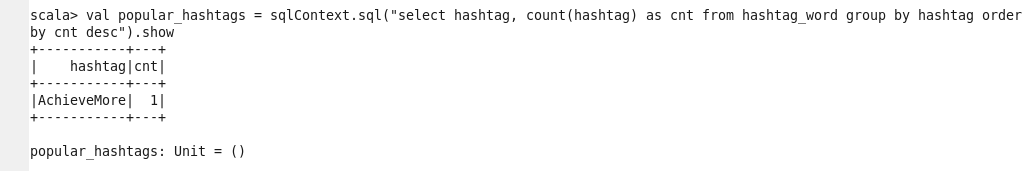 scala> val popular_hashtags = sqlContext.sql("select hashtag, count(hashtag) as cnt from hashtag_word group by hashtag order
by cnt desc").show
+-----------+---+
|    hashtag|cnt|
+-----------+---+
|AchieveMore|  1|
+-----------+---+

popular_hashtags: Unit = ()